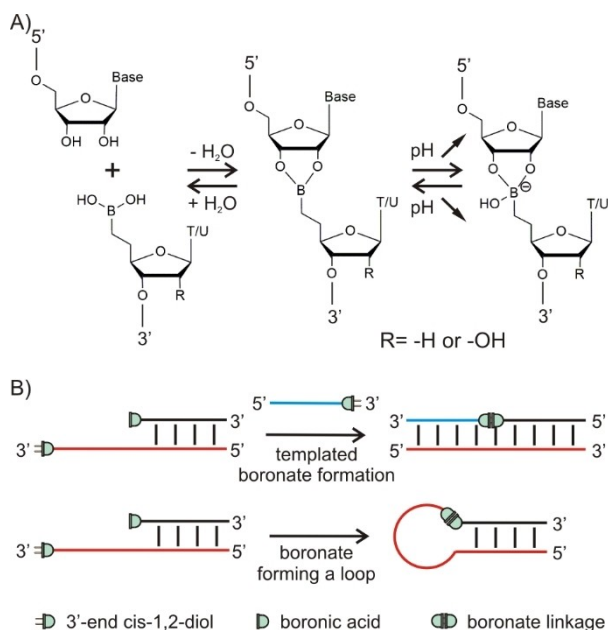 A)
5'
O
Base
O
OH OH
+
HO OH
B
T/U
O
O R
3'
- H₂O
+ H₂O
5'
O
Base
O
O O
B
T/U
O
O R
3'
pH
pH
5'
O
Base
O
O O
B ⊖
HO
T/U
O
O R
3'
R= -H or -OH
B)
5' 3'
3'
3' 5'
templated
boronate formation
3' 5'
5' 3'
3'
3' 5'
boronate
forming a loop
3'
5'
3'-end cis-1,2-diol
boronic acid
boronate linkage